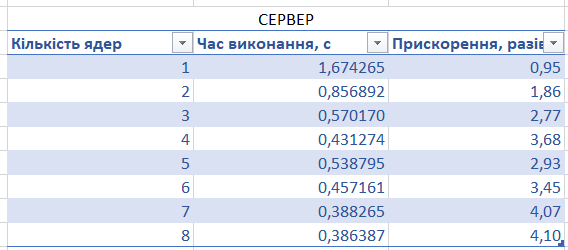 СЕРВЕР
Кількість ядер Час виконання, с Прискорення, разів
1 1,674265 0,95
2 0,856892 1,86
3 0,570170 2,77
4 0,431274 3,68
5 0,538795 2,93
6 0,457161 3,45
7 0,388265 4,07
8 0,386387 4,10